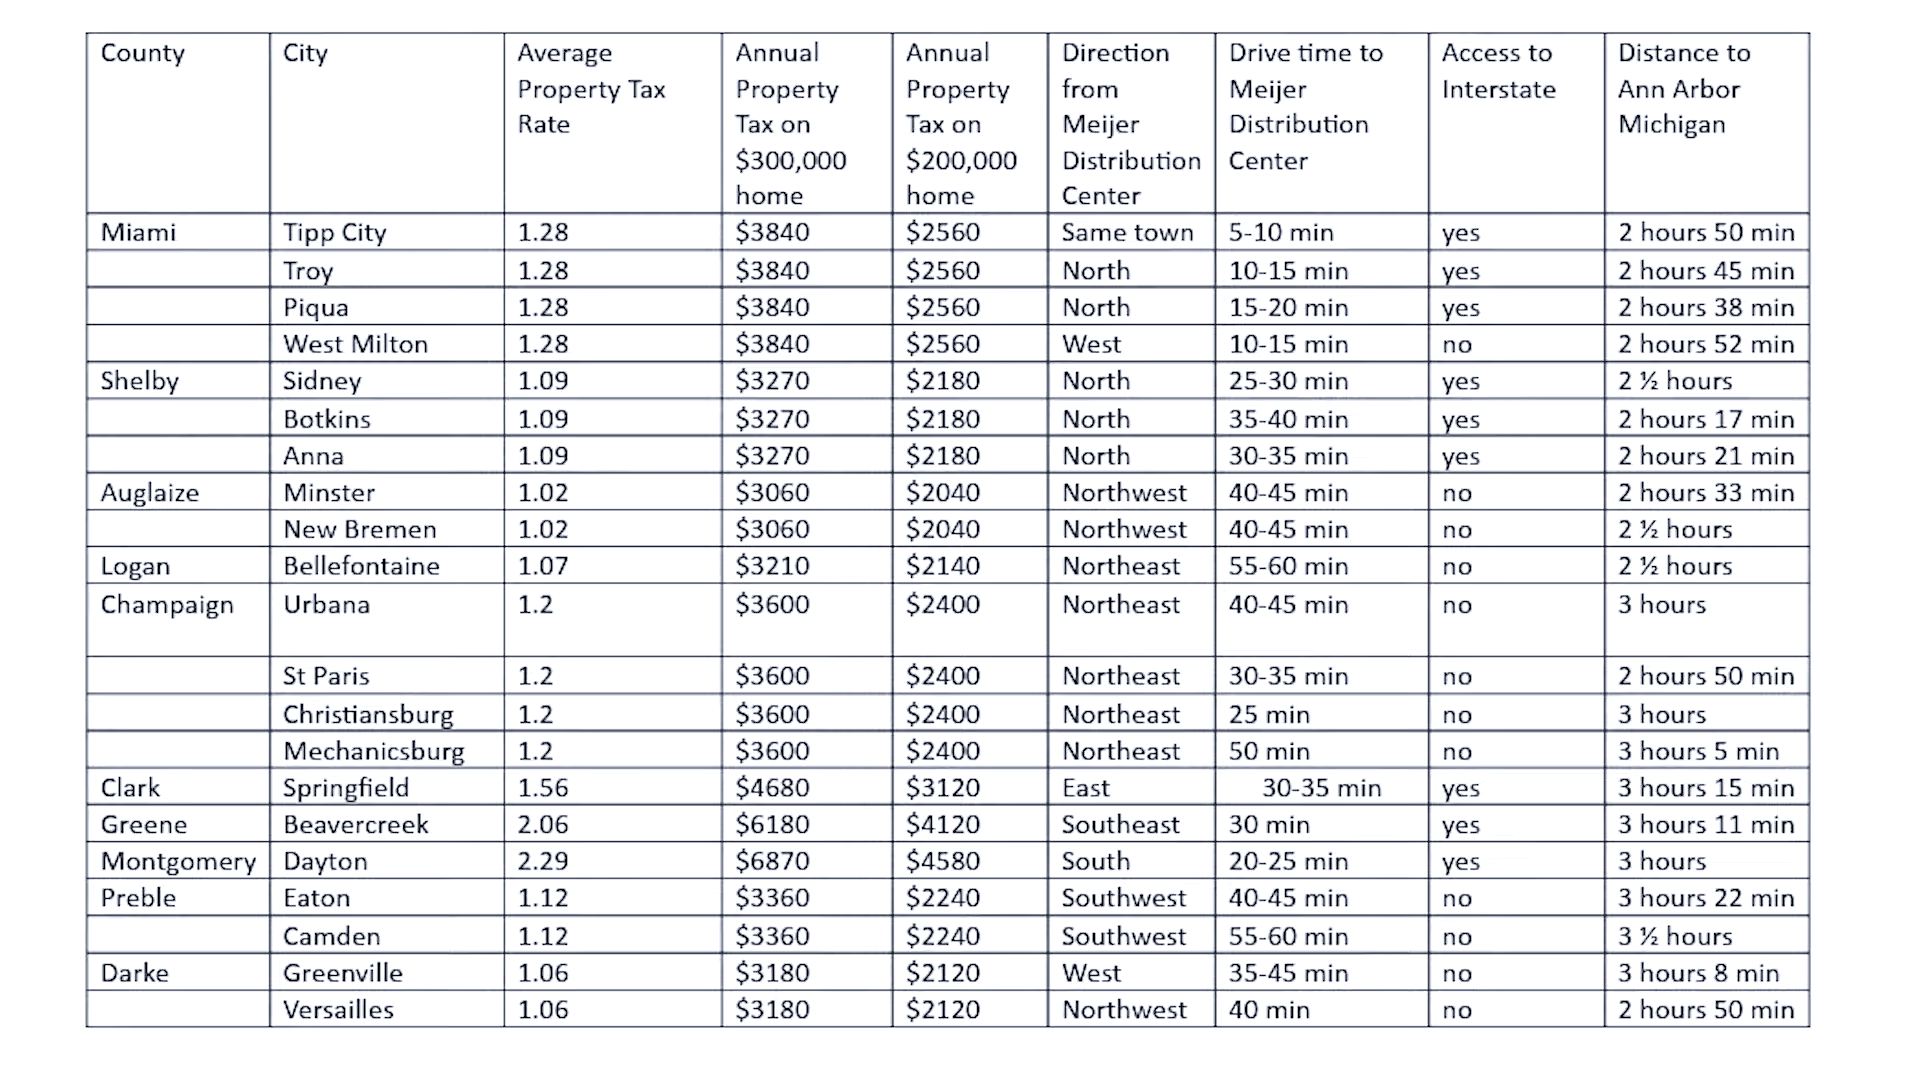 County City Average Property Tax Rate Annual Property Tax on $300,000 home Annual Property Tax on $200,000 home Direction from Meijer Distribution Center Drive time to Meijer Distribution Center Access to Interstate Distance to Ann Arbor Michigan
Miami Tipp City 1.28 $3840 $2560 Same town 5-10 min yes 2 hours 50 min
Troy 1.28 $3840 $2560 North 10-15 min yes 2 hours 45 min
Piqua 1.28 $3840 $2560 North 15-20 min yes 2 hours 38 min
West Milton 1.28 $3840 $2560 West 10-15 min no 2 hours 52 min
Shelby Sidney 1.09 $3270 $2180 North 25-30 min yes 2 ½ hours
Botkins 1.09 $3270 $2180 North 35-40 min yes 2 hours 17 min
Anna 1.09 $3270 $2180 North 30-35 min yes 2 hours 21 min
Auglaize Minster 1.02 $3060 $2040 Northwest 40-45 min no 2 hours 33 min
New Bremen 1.02 $3060 $2040 Northwest 40-45 min no 2 ½ hours
Logan Bellefontaine 1.07 $3210 $2140 Northeast 55-60 min no 2 ½ hours
Champaign Urbana 1.2 $3600 $2400 Northeast 40-45 min no 3 hours
St Paris 1.2 $3600 $2400 Northeast 30-35 min no 2 hours 50 min
Christiansburg 1.2 $3600 $2400 Northeast 25 min no 3 hours
Mechanicsburg 1.2 $3600 $2400 Northeast 50 min no 3 hours 5 min
Clark Springfield 1.56 $4680 $3120 East 30-35 min yes 3 hours 15 min
Greene Beavercreek 2.06 $6180 $4120 Southeast 30 min yes 3 hours 11 min
Montgomery Dayton 2.29 $6870 $4580 South 20-25 min yes 3 hours
Preble Eaton 1.12 $3360 $2240 Southwest 40-45 min no 3 hours 22 min
Camden 1.12 $3360 $2240 Southwest 55-60 min no 3 ½ hours
Darke Greenville 1.06 $3180 $2120 West 35-45 min no 3 hours 8 min
Versailles 1.06 $3180 $2120 Northwest 40 min no 2 hours 50 min